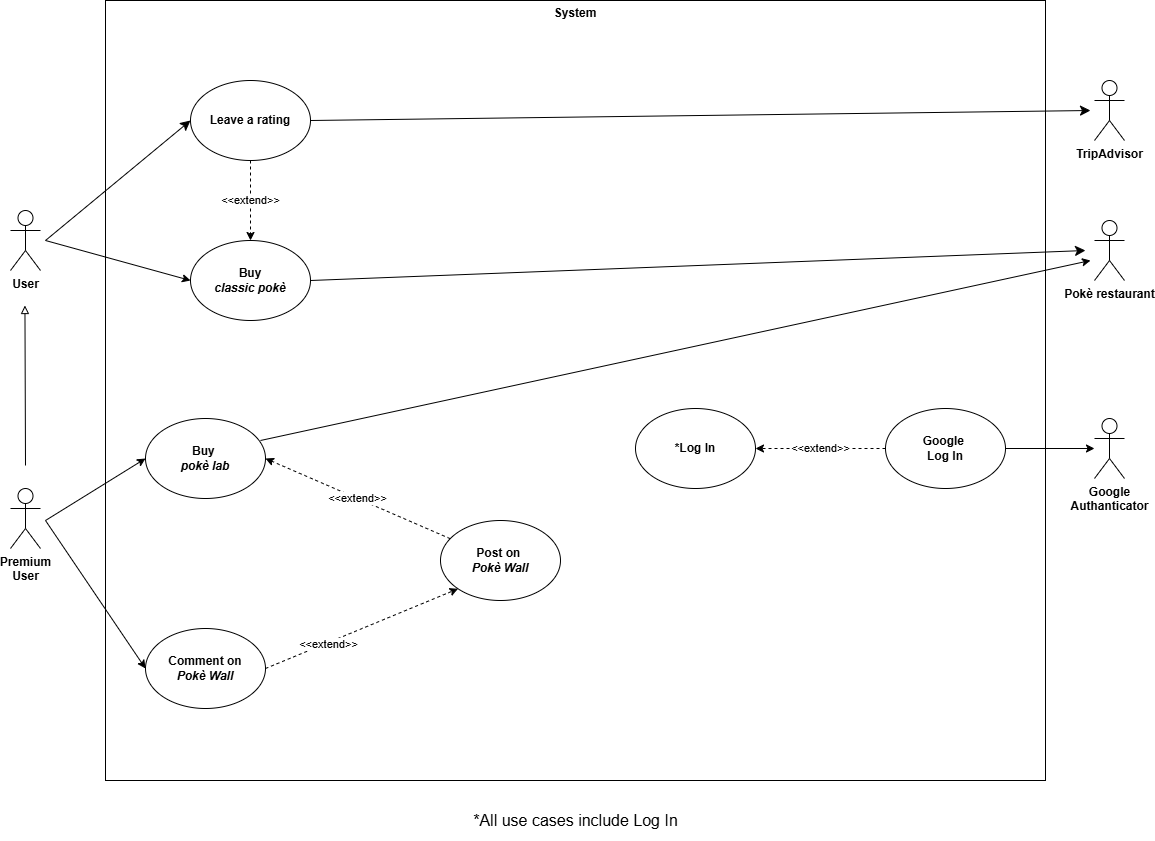 System
Leave a rating
TripAdvisor
<<extend>>
User
Buy
classic pokè
Pokè restaurant
Buy
pokè lab
*Log In
<<extend>>
Google
Log In
Google
Authanticator
<<extend>>
Premium
User
Post on
Pokè Wall
<<extend>>
Comment on
Pokè Wall
*All use cases include Log In